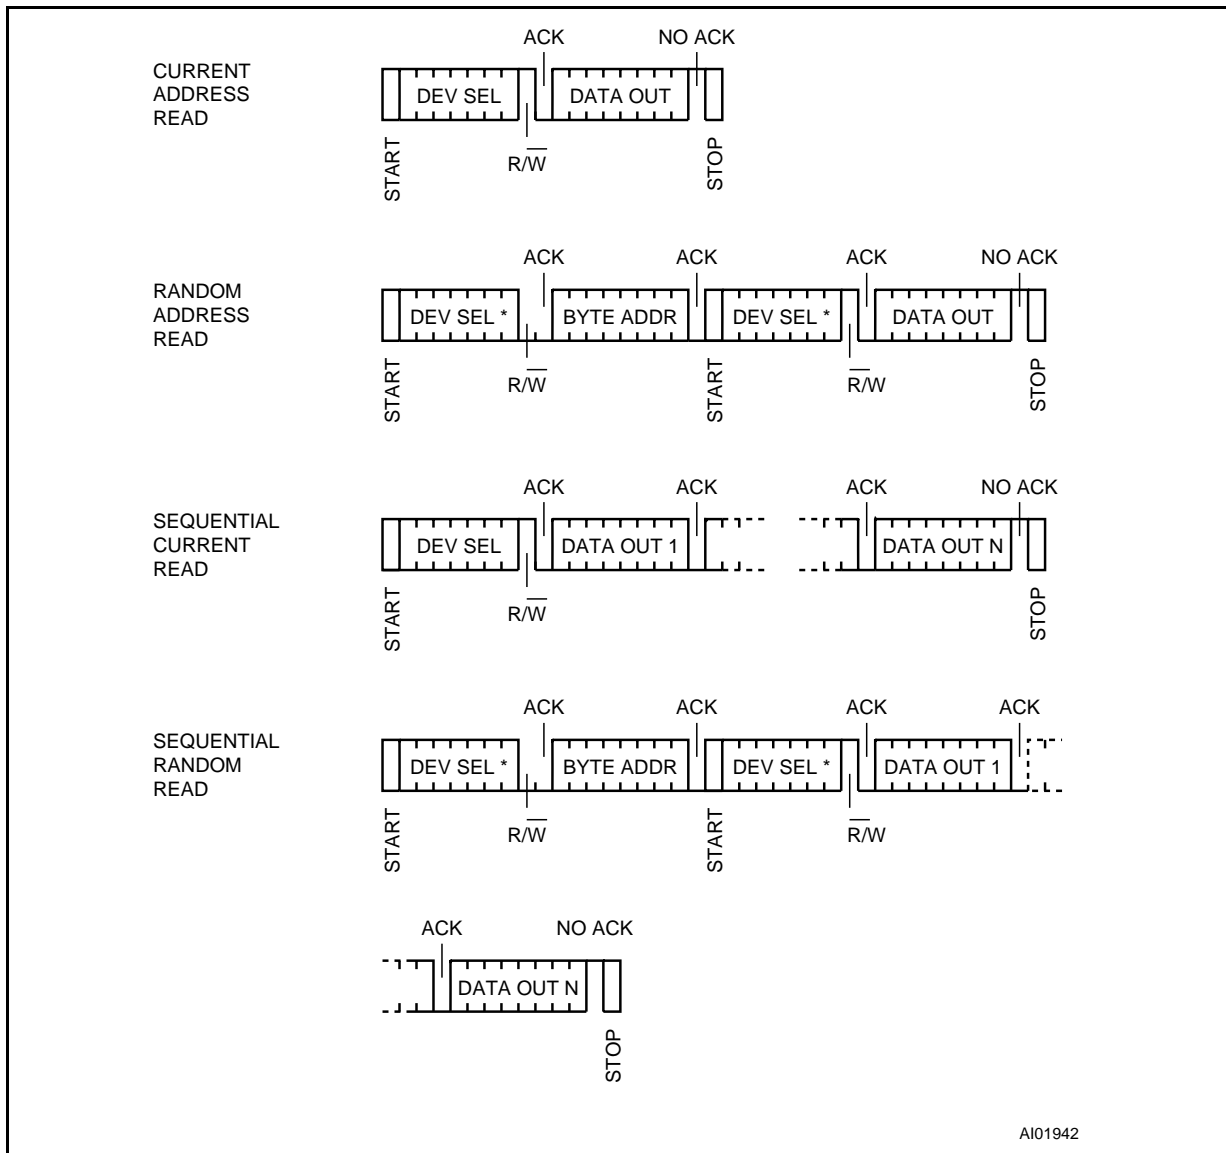 ACK NO ACK
CURRENT
ADDRESS
READ
DEV SEL DATA OUT
START R/W̅ STOP
ACK ACK ACK NO ACK
RANDOM
ADDRESS
READ
DEV SEL * BYTE ADDR DEV SEL * DATA OUT
START R/W̅ START R̅/W STOP
ACK ACK ACK NO ACK
SEQUENTIAL
CURRENT
READ
DEV SEL DATA OUT 1 DATA OUT N
START R/W̅ STOP
ACK ACK ACK ACK
SEQUENTIAL
RANDOM
READ
DEV SEL * BYTE ADDR DEV SEL * DATA OUT 1
START R/W̅ START R̅/W
ACK NO ACK
DATA OUT N
STOP
AI01942